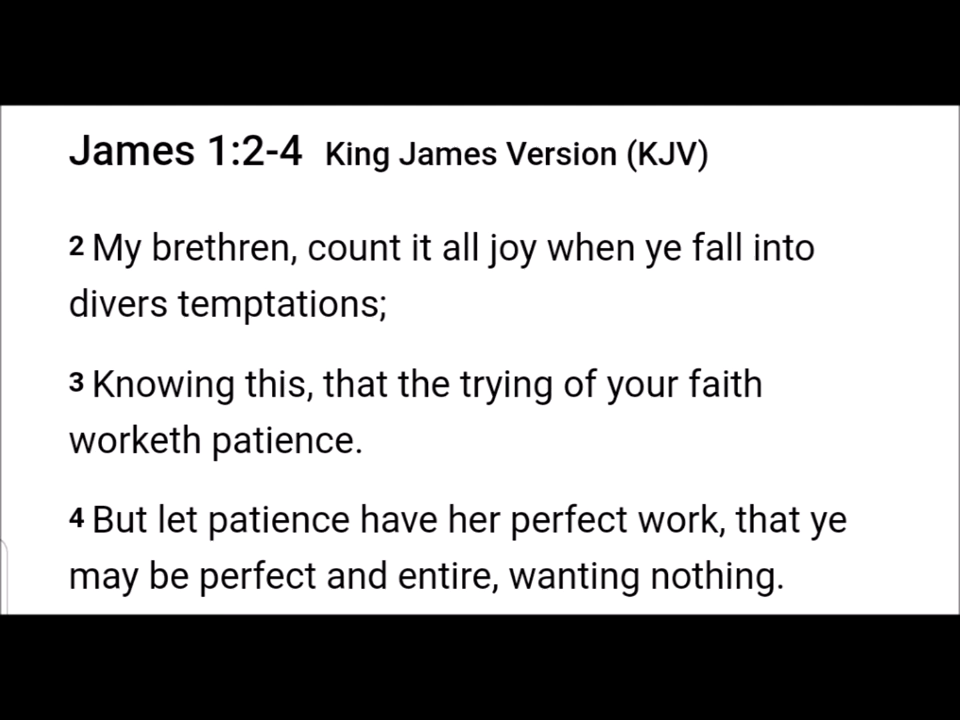 James 1:2-4 King James Version (KJV)
2 My brethren, count it all joy when ye fall into
divers temptations;
3 Knowing this, that the trying of your faith
worketh patience.
4 But let patience have her perfect work, that ye
may be perfect and entire, wanting nothing.